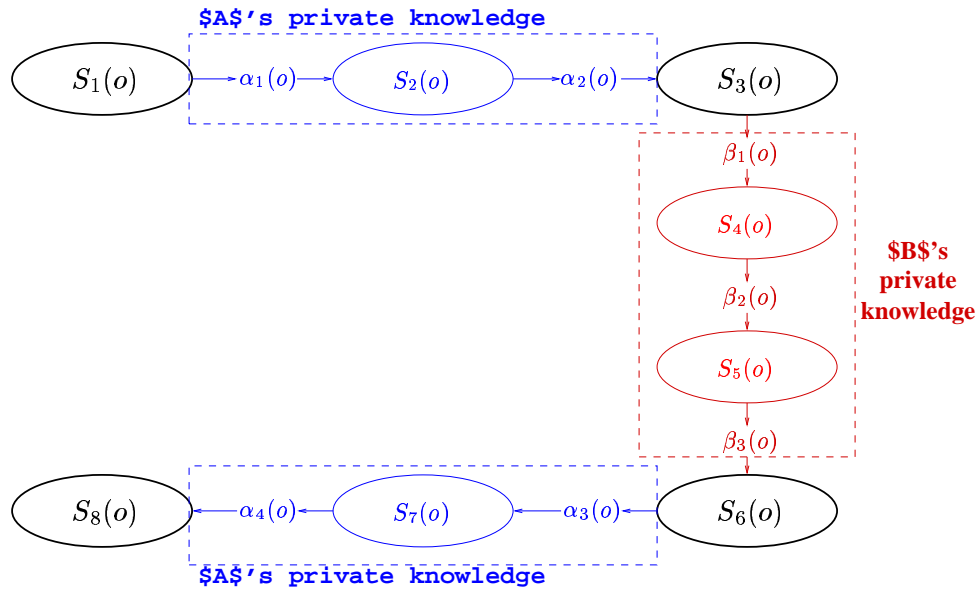 $A$'s private knowledge
S₁(o) α₁(o) S₂(o) α₂(o) S₃(o)
β₁(o)
S₄(o)
$B$'s
private
knowledge
β₂(o)
S₅(o)
β₃(o)
S₈(o) α₄(o) S₇(o) α₃(o) S₆(o)
$A$'s private knowledge